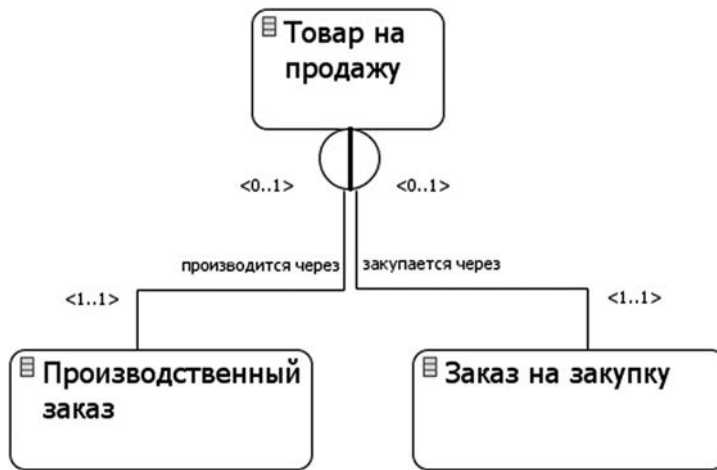 Товар на
продажу
<0..1>
<0..1>
производится через
закупается через
<1..1>
<1..1>
Производственный
заказ
Заказ на закупку